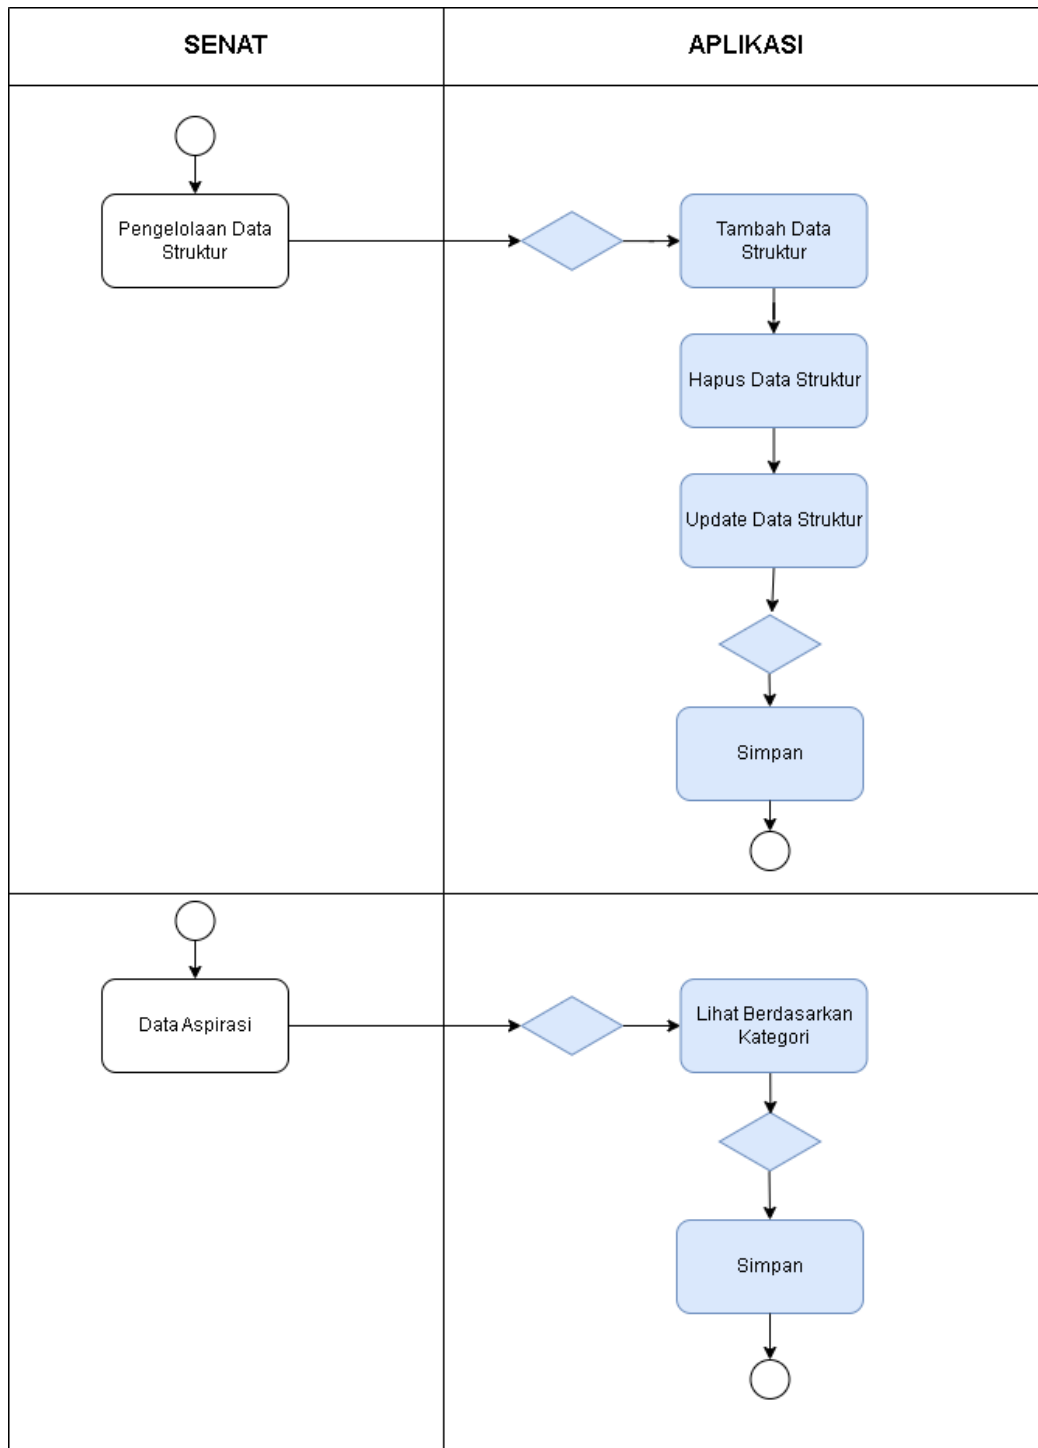 SENAT
APLIKASI
Pengelolaan Data
Struktur
Tambah Data
Struktur
Hapus Data Struktur
Update Data Struktur
Simpan
Data Aspirasi
Lihat Berdasarkan
Kategori
Simpan